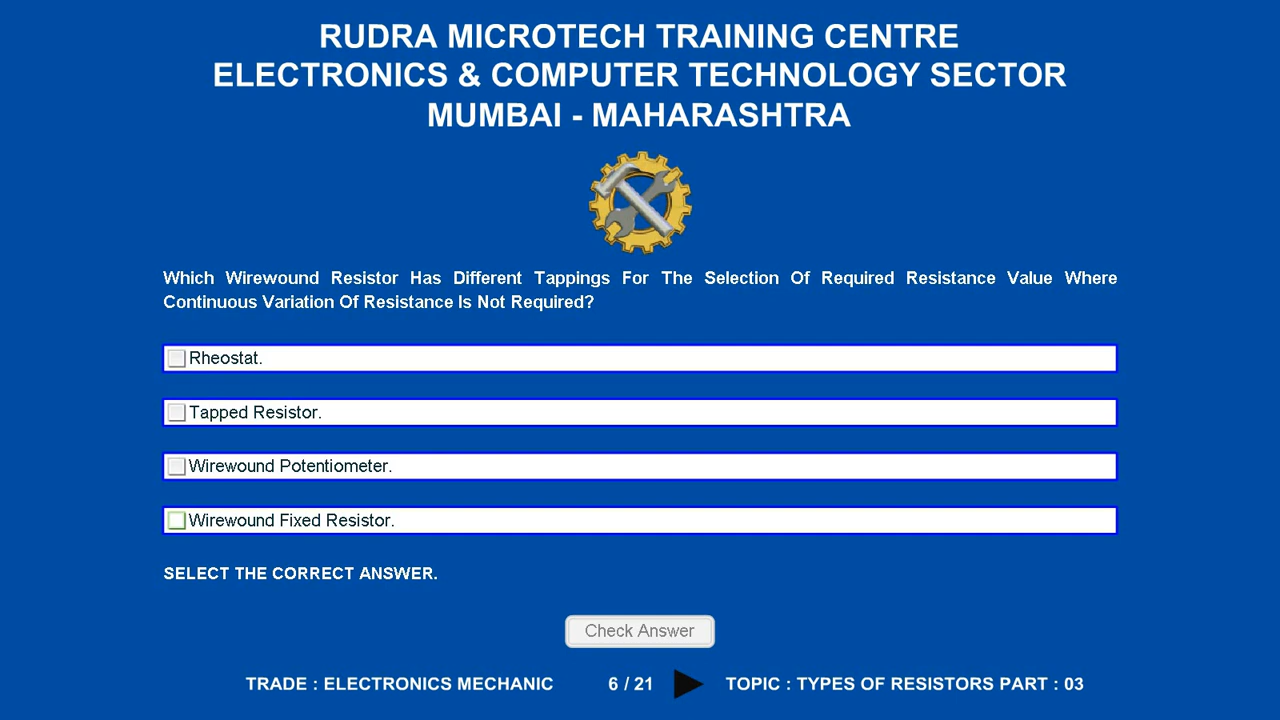 RUDRA MICROTECH TRAINING CENTRE
ELECTRONICS & COMPUTER TECHNOLOGY SECTOR
MUMBAI - MAHARASHTRA
Which Wirewound Resistor Has Different Tappings For The Selection Of Required Resistance Value Where
Continuous Variation Of Resistance Is Not Required?
Rheostat.
Tapped Resistor.
Wirewound Potentiometer.
Wirewound Fixed Resistor.
SELECT THE CORRECT ANSWER.
Check Answer
TRADE : ELECTRONICS MECHANIC 6 / 21 TOPIC : TYPES OF RESISTORS PART : 03